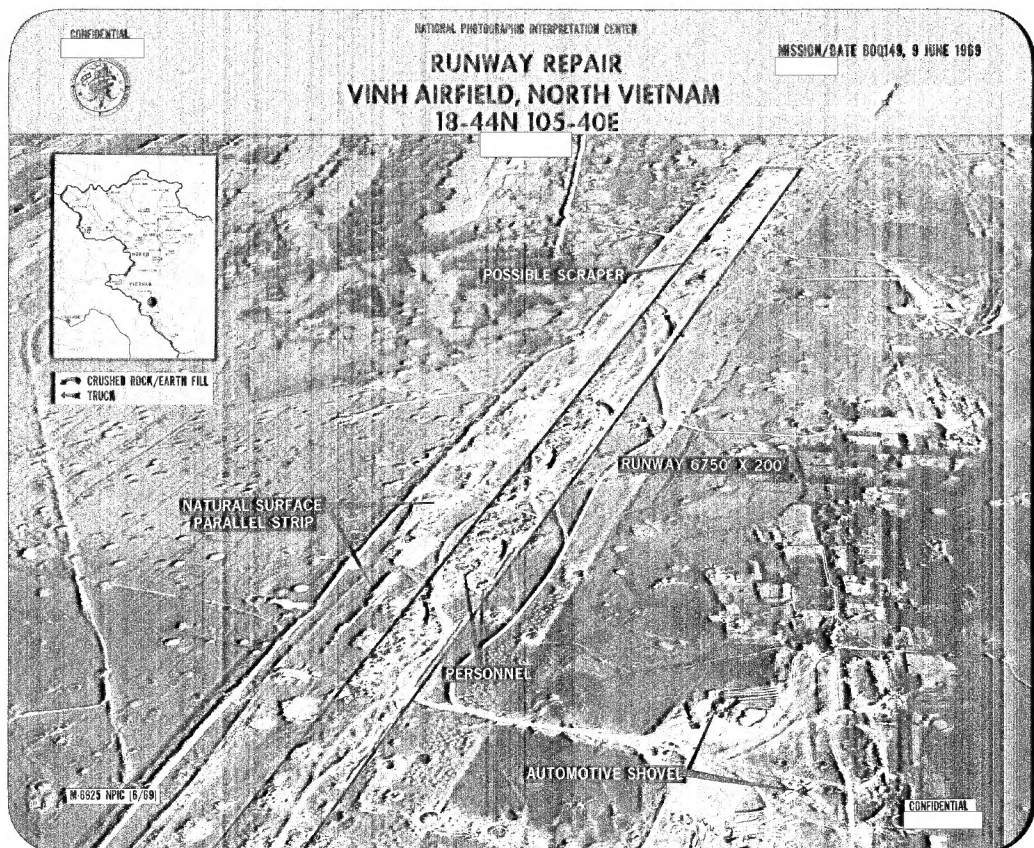 CONFIDENTIAL
NATIONAL PHOTOGRAPHIC INTERPRETATION CENTER
MISSION/DATE BOQ149, 9 JUNE 1969
RUNWAY REPAIR
VINH AIRFIELD, NORTH VIETNAM
18-44N 105-40E
VIETNAM
CRUSHED ROCK/EARTH FILL
TRUCK
POSSIBLE SCRAPER
RUNWAY 6750' X 200'
NATURAL SURFACE
PARALLEL STRIP
PERSONNEL
AUTOMOTIVE SHOVEL
M-6925 NPIC (6/69)
CONFIDENTIAL